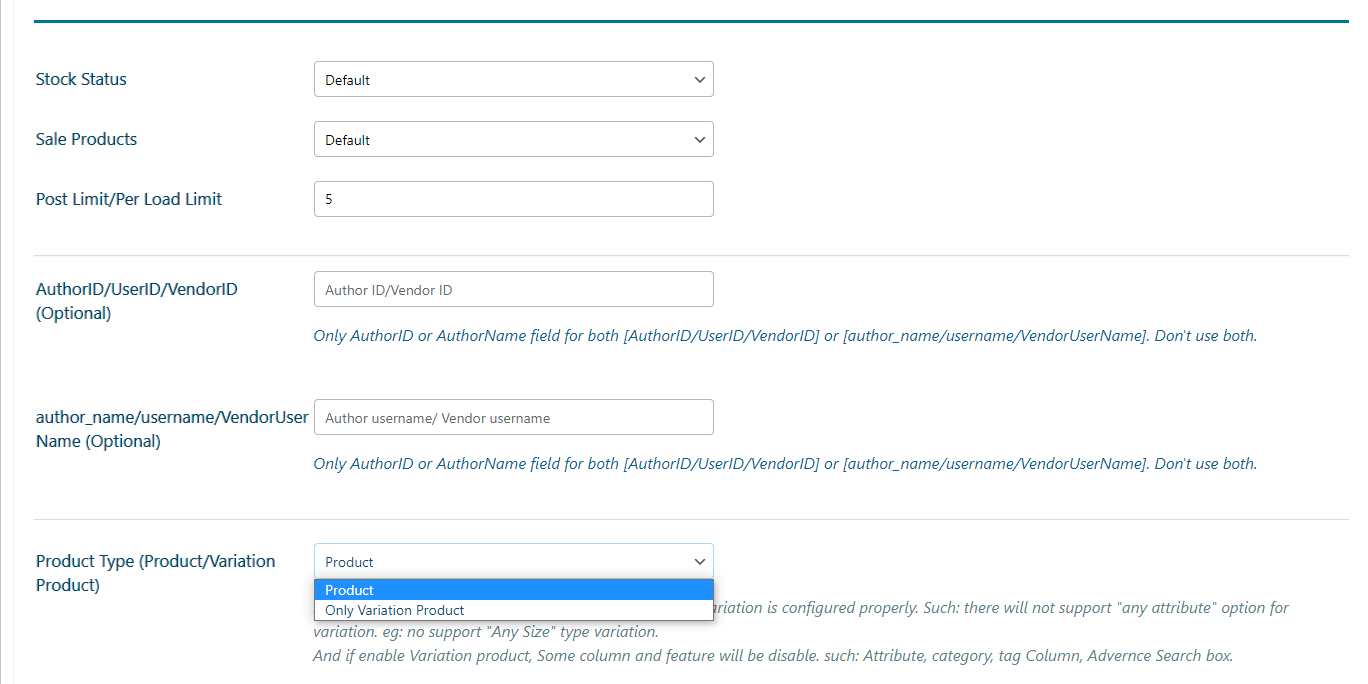 Stock Status
Default
Sale Products
Default
Post Limit/Per Load Limit
5
AuthorID/UserID/VendorID
(Optional)
Author ID/Vendor ID
Only AuthorID or AuthorName field for both [AuthorID/UserID/VendorID] or [author_name/username/VendorUserName]. Don't use both.
author_name/username/VendorUser
Name (Optional)
Author username/ Vendor username
Only AuthorID or AuthorName field for both [AuthorID/UserID/VendorID] or [author_name/username/VendorUserName]. Don't use both.
Product Type (Product/Variation
Product)
Product
Product
Only Variation Product
is configured properly. Such: there will not support "any attribute" option for
variation. eg: no support "Any Size" type variation.
And if enable Variation product, Some column and feature will be disable. such: Attribute, category, tag Column, Advernce Search box.